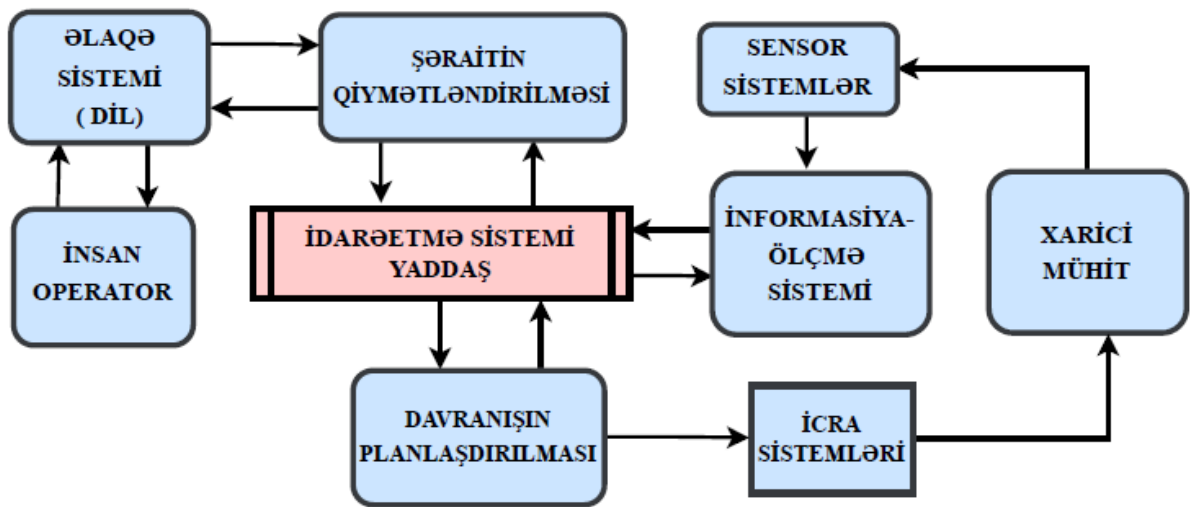 ƏLAQƏ
SİSTEMİ
( DİL)
ŞƏRAİTİN
QİYMƏTLƏNDİRİLMƏSİ
SENSOR
SİSTEMLƏR
İNSAN
OPERATOR
İDARƏETMƏ SİSTEMİ
YADDAŞ
İNFORMASİYA-
ÖLÇMƏ
SİSTEMİ
XARİCİ
MÜHİT
DAVRANIŞIN
PLANLAŞDIRILMASI
İCRA
SİSTEMLƏRİ